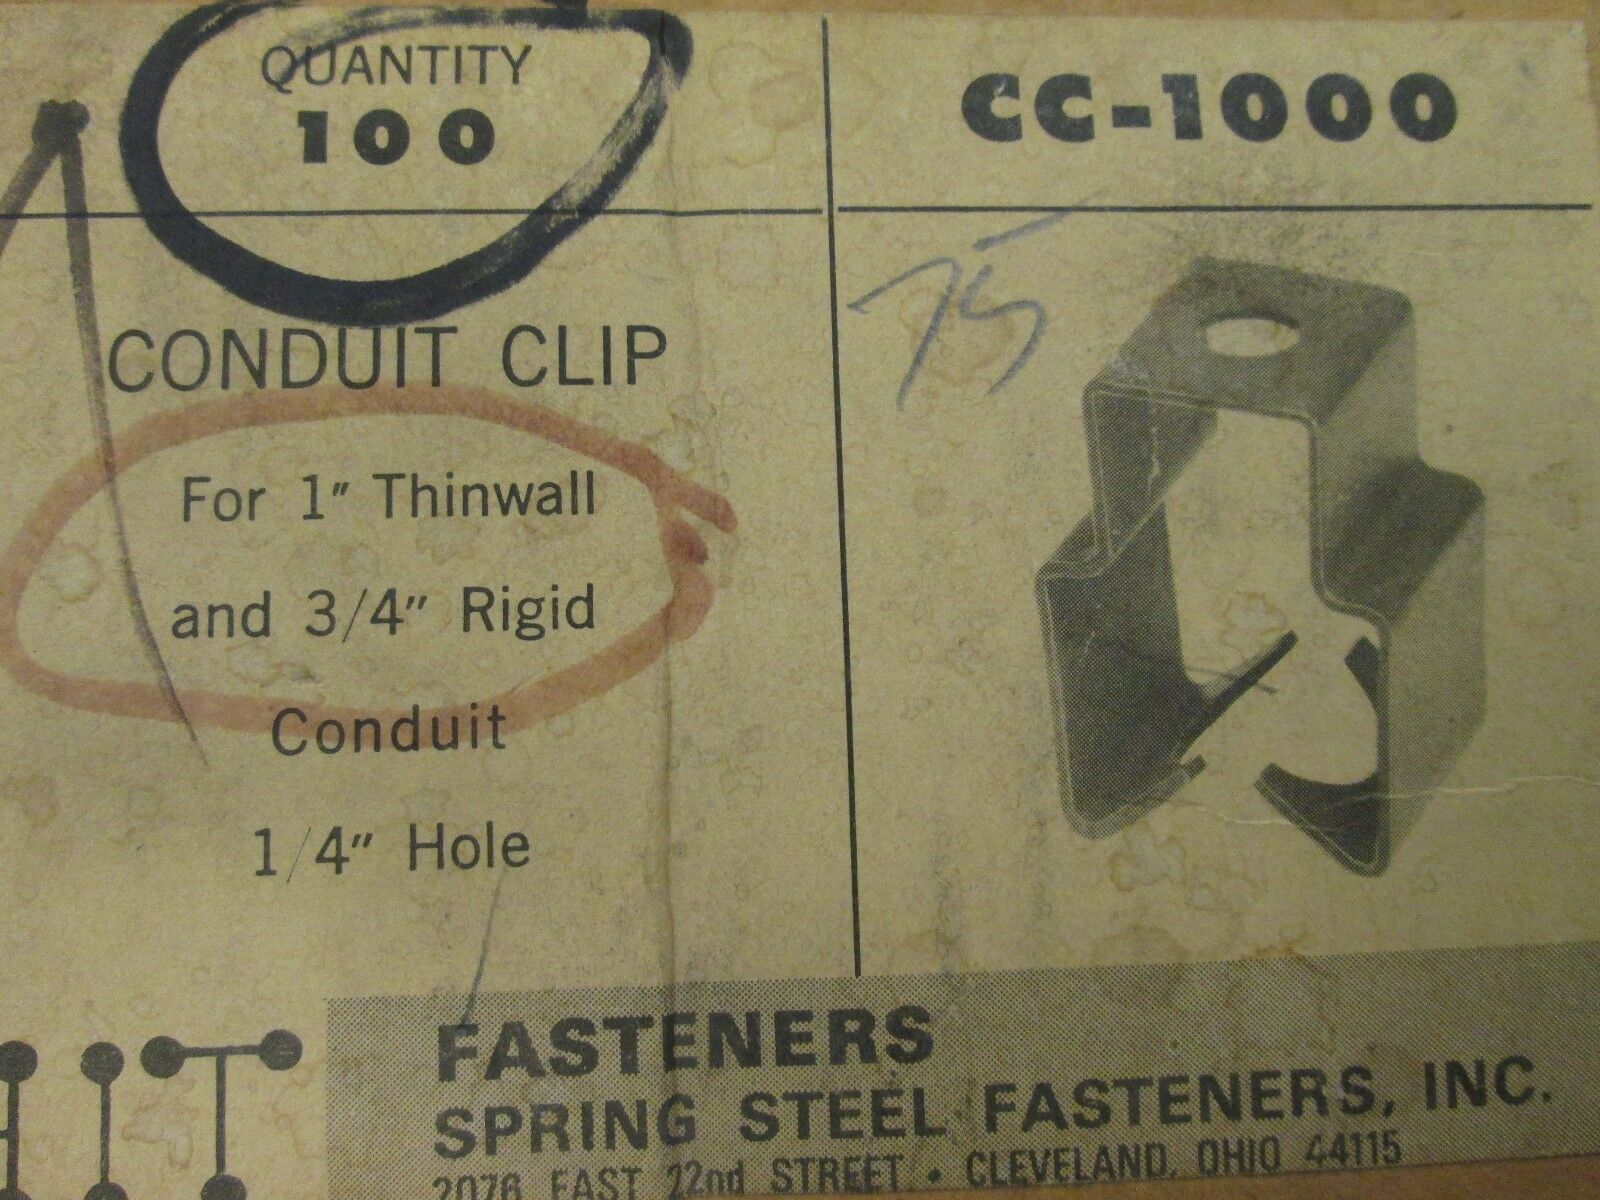 QUANTITY
100
CC-1000
75
CONDUIT CLIP
For 1" Thinwall
and 3/4" Rigid
Conduit
1/4" Hole
FASTENERS
SPRING STEEL FASTENERS, INC.
2076 EAST 22nd STREET • CLEVELAND, OHIO 44115